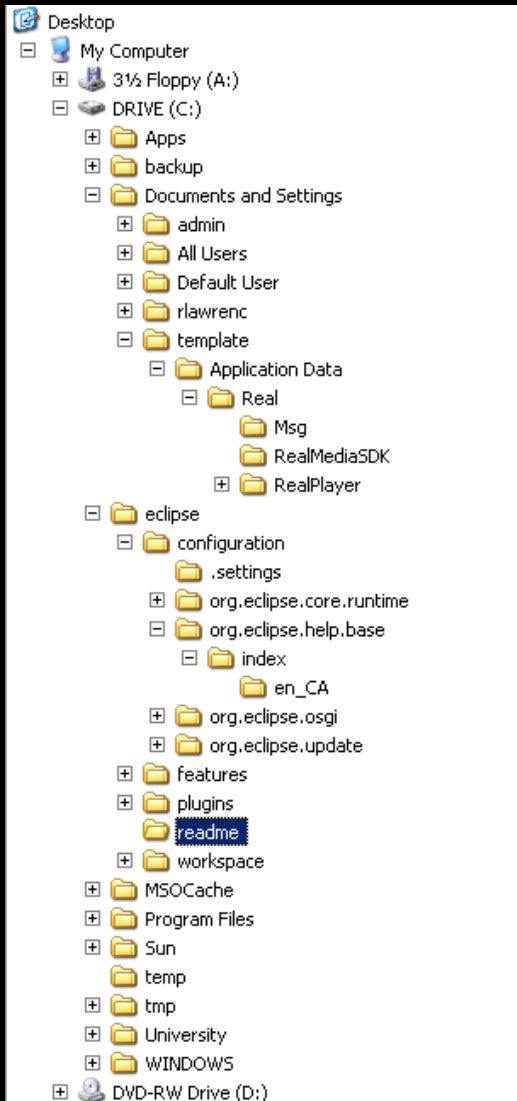 Desktop
My Computer
3½ Floppy (A:)
DRIVE (C:)
Apps
backup
Documents and Settings
admin
All Users
Default User
rlawrenc
template
Application Data
Real
Msg
RealMediaSDK
RealPlayer
eclipse
configuration
.settings
org.eclipse.core.runtime
org.eclipse.help.base
index
en_CA
org.eclipse.osgi
org.eclipse.update
features
plugins
readme
workspace
MSOCache
Program Files
Sun
temp
tmp
University
WINDOWS
DVD-RW Drive (D:)